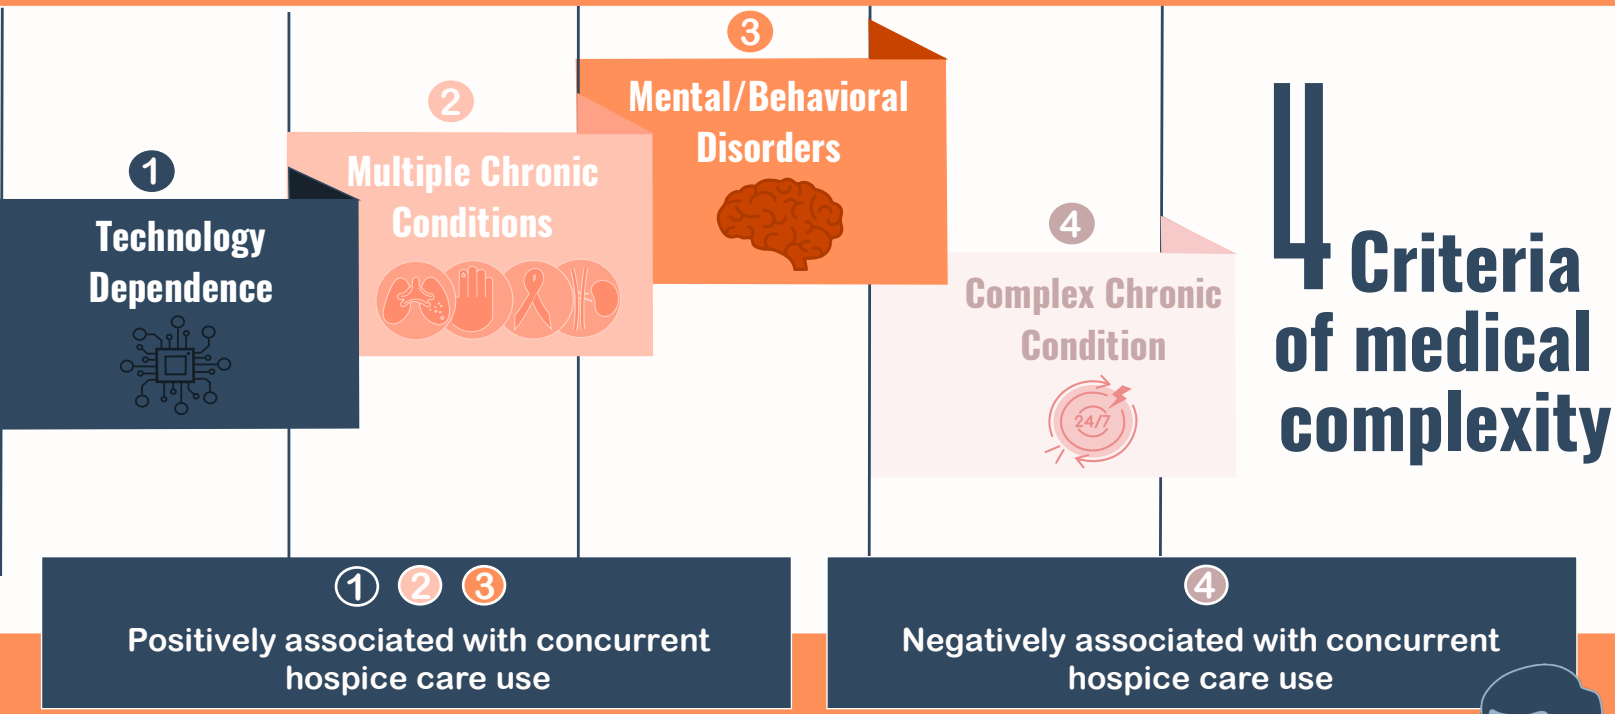 4 Criteria
of medical
complexity
1
Technology
Dependence
2
Multiple Chronic
Conditions
3
Mental/Behavioral
Disorders
4
Complex Chronic
Condition
24/7
1 2 3
Positively associated with concurrent
hospice care use
4
Negatively associated with concurrent
hospice care use